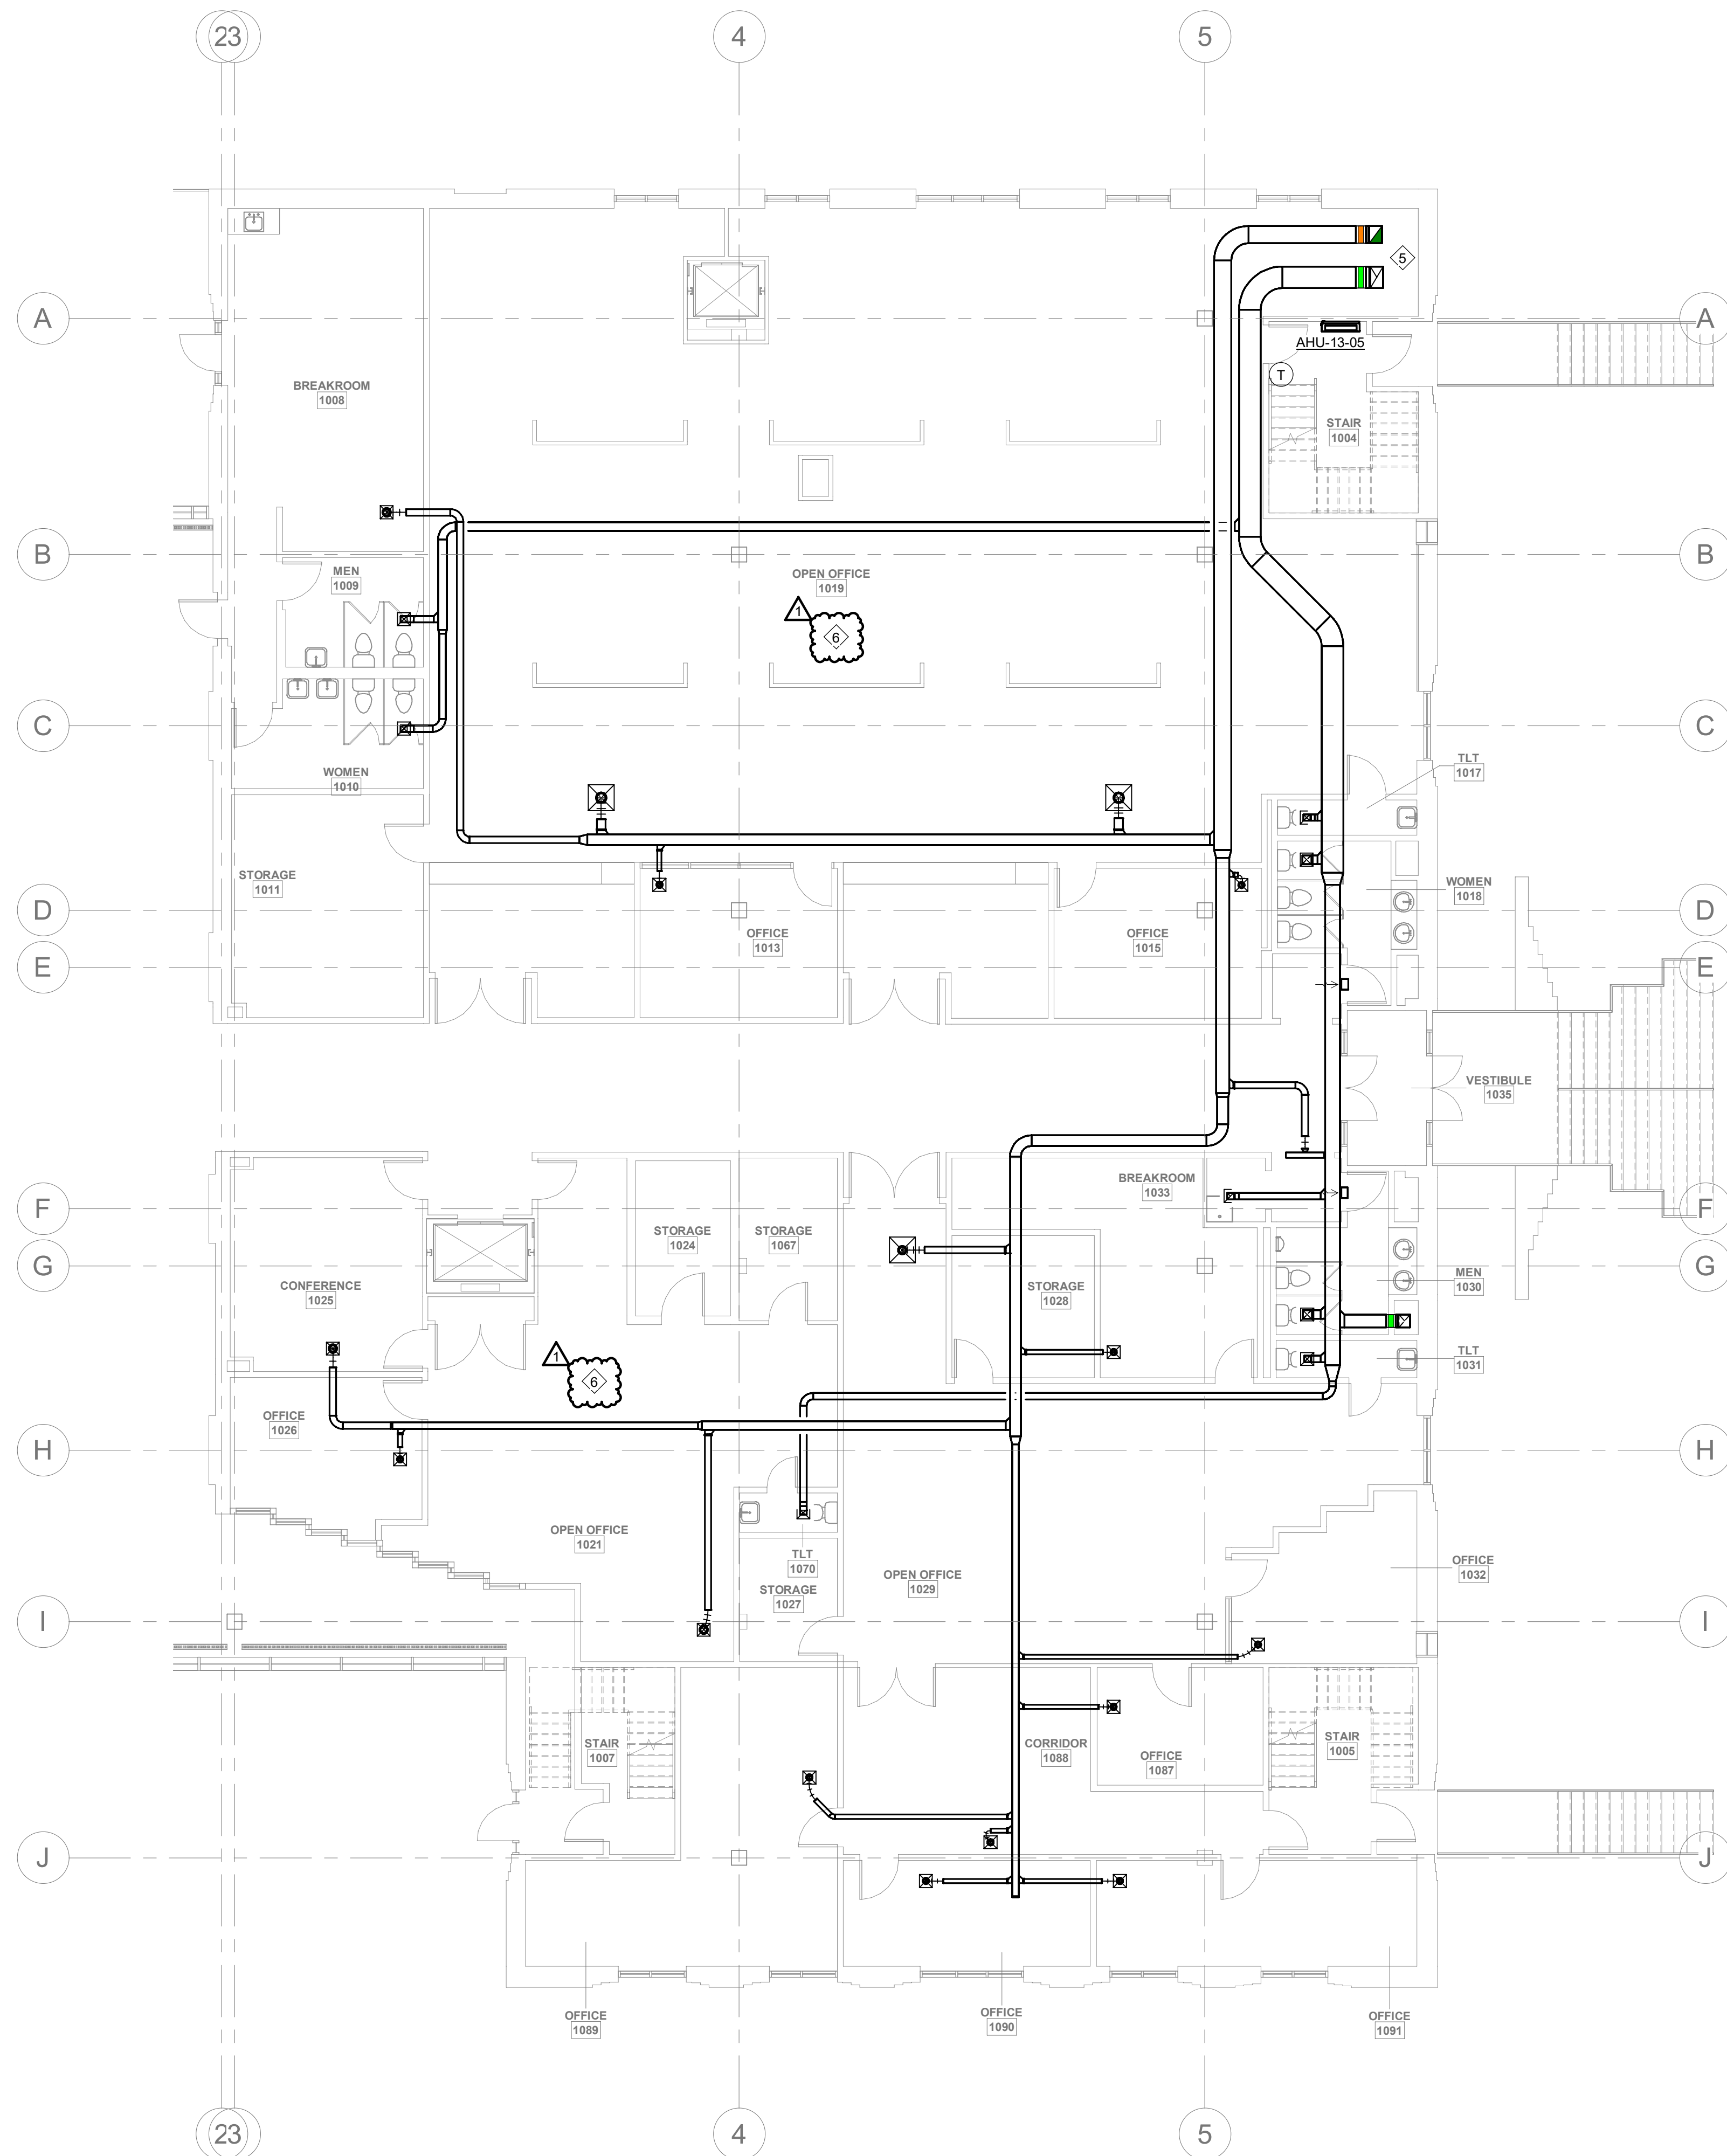 23
4
5
5
A
A
AHU-13-05
T
BREAKROOM
1008
STAIR
1004
B
B
MEN
1009
OPEN OFFICE
1019
1
6
C
C
WOMEN
1010
TLT
1017
STORAGE
1011
WOMEN
1018
D
D
OFFICE
1013
OFFICE
1015
E
E
VESTIBULE
1035
BREAKROOM
1033
F
F
STORAGE
1024
STORAGE
1067
G
G
CONFERENCE
1025
STORAGE
1028
MEN
1030
1
6
TLT
1031
OFFICE
1026
H
H
OPEN OFFICE
1021
TLT
1070
STORAGE
1027
OPEN OFFICE
1029
OFFICE
1032
I
I
STAIR
1007
CORRIDOR
1088
OFFICE
1087
STAIR
1005
J
J
OFFICE
1089
OFFICE
1090
OFFICE
1091
23
4
5